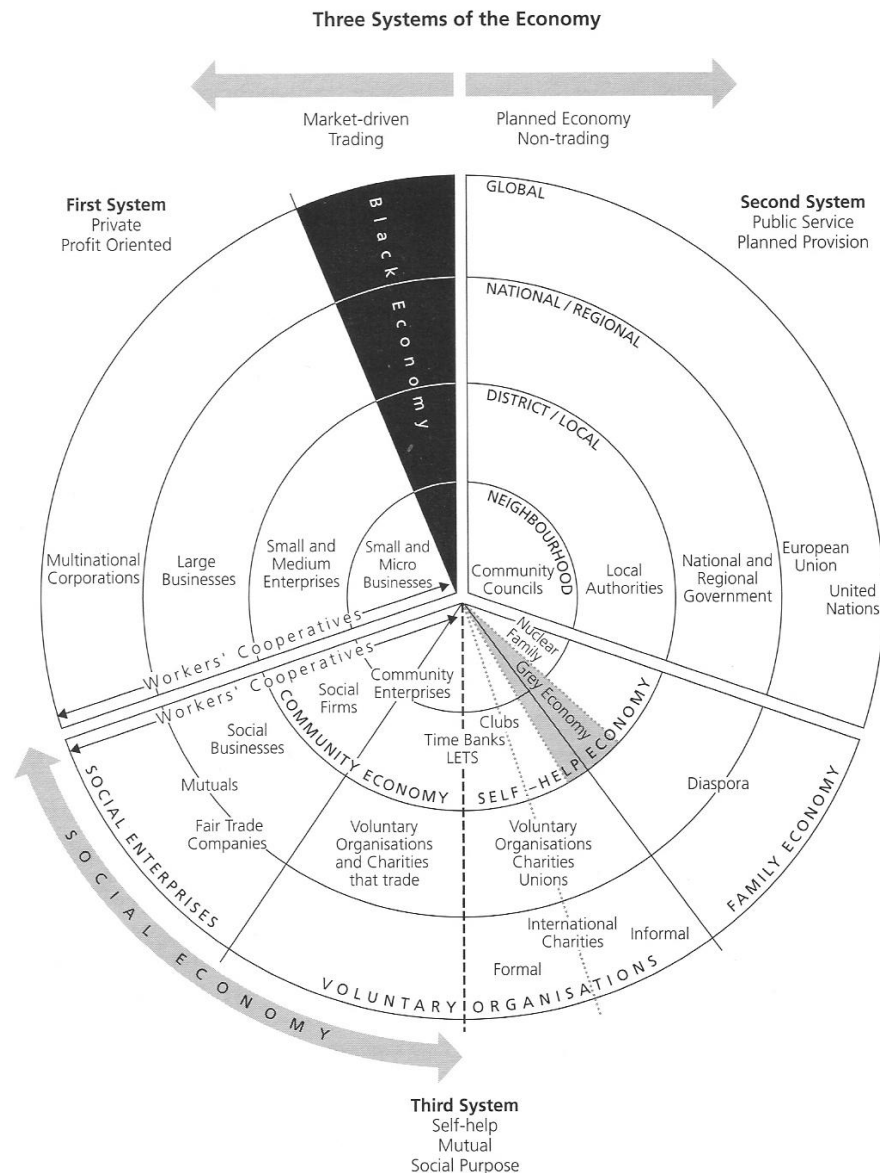 Three Systems of the Economy
Market-driven
Trading
Planned Economy
Non-trading
First System
Private
Profit Oriented
Second System
Public Service
Planned Provision
Black Economy
GLOBAL
NATIONAL / REGIONAL
DISTRICT / LOCAL
NEIGHBOURHOOD
Multinational
Corporations
Large
Businesses
Small and
Medium
Enterprises
Small and
Micro
Businesses
Community
Councils
Local
Authorities
National and
Regional
Government
European
Union
United
Nations
Workers' Cooperatives
Workers' Cooperatives
Nuclear
Family
Grey Economy
Community
Enterprises
Social
Firms
Social
Businesses
Mutuals
Fair Trade
Companies
Clubs
Time Banks
LETS
COMMUNITY ECONOMY
SELF-HELP ECONOMY
Diaspora
Voluntary
Organisations
and Charities
that trade
Voluntary
Organisations
Charities
Unions
International
Charities
Informal
Formal
SOCIAL ENTERPRISES
VOLUNTARY ORGANISATIONS
FAMILY ECONOMY
SOCIAL ECONOMY
Third System
Self-help
Mutual
Social Purpose